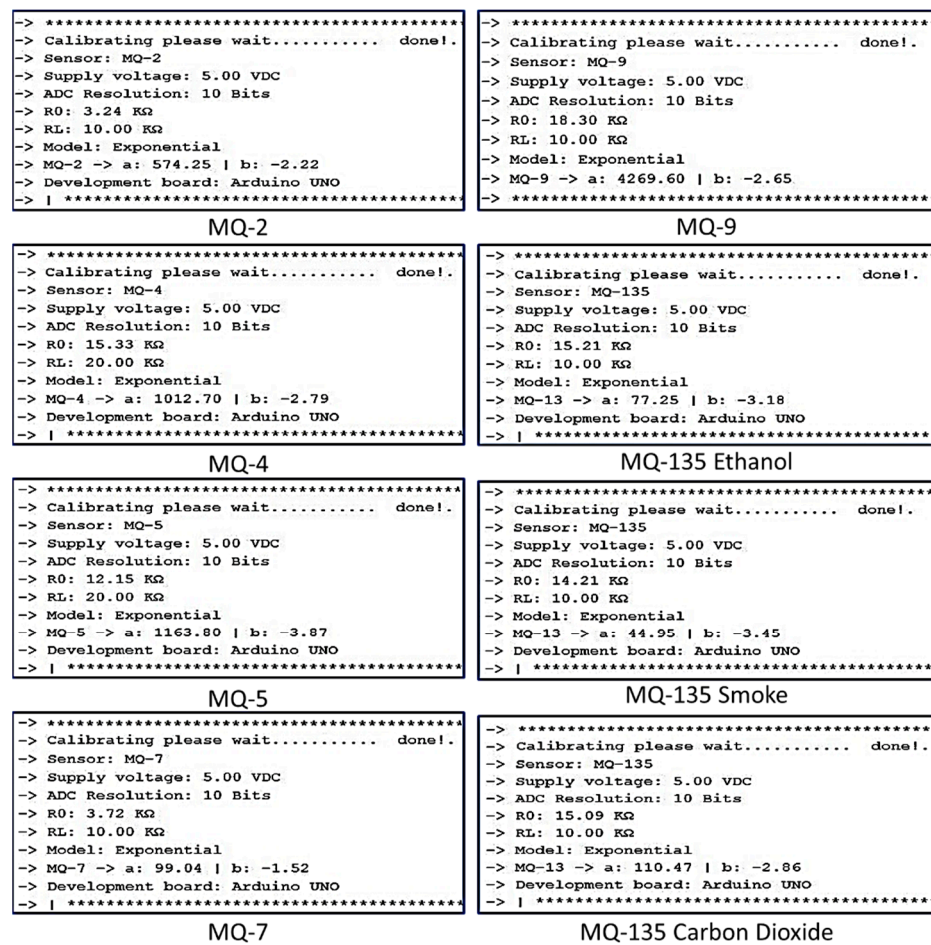 -> *******************************************
-> Calibrating please wait........... done!.
-> Sensor: MQ-2
-> Supply voltage: 5.00 VDC
-> ADC Resolution: 10 Bits
-> R0: 3.24 KΩ
-> RL: 10.00 KΩ
-> Model: Exponential
-> MQ-2 -> a: 574.25 | b: -2.22
-> Development board: Arduino UNO
-> | *****************************************
MQ-2
-> *******************************************
-> Calibrating please wait........... done!.
-> Sensor: MQ-4
-> Supply voltage: 5.00 VDC
-> ADC Resolution: 10 Bits
-> R0: 15.33 KΩ
-> RL: 20.00 KΩ
-> Model: Exponential
-> MQ-4 -> a: 1012.70 | b: -2.79
-> Development board: Arduino UNO
-> | *****************************************
MQ-4
-> *******************************************
-> Calibrating please wait........... done!.
-> Sensor: MQ-5
-> Supply voltage: 5.00 VDC
-> ADC Resolution: 10 Bits
-> R0: 12.15 KΩ
-> RL: 20.00 KΩ
-> Model: Exponential
-> MQ-5 -> a: 1163.80 | b: -3.87
-> Development board: Arduino UNO
-> | *****************************************
MQ-5
-> *******************************************
-> Calibrating please wait........... done!.
-> Sensor: MQ-7
-> Supply voltage: 5.00 VDC
-> ADC Resolution: 10 Bits
-> R0: 3.72 KΩ
-> RL: 10.00 KΩ
-> Model: Exponential
-> MQ-7 -> a: 99.04 | b: -1.52
-> Development board: Arduino UNO
-> | *****************************************
MQ-7
-> *******************************************
-> Calibrating please wait........... done!.
-> Sensor: MQ-9
-> Supply voltage: 5.00 VDC
-> ADC Resolution: 10 Bits
-> R0: 18.30 KΩ
-> RL: 10.00 KΩ
-> Model: Exponential
-> MQ-9 -> a: 4269.60 | b: -2.65
-> *******************************************
MQ-9
-> *******************************************
-> Calibrating please wait........... done!.
-> Sensor: MQ-135
-> Supply voltage: 5.00 VDC
-> ADC Resolution: 10 Bits
-> R0: 15.21 KΩ
-> RL: 10.00 KΩ
-> Model: Exponential
-> MQ-13 -> a: 77.25 | b: -3.18
-> Development board: Arduino UNO
-> | *****************************************
MQ-135 Ethanol
-> *******************************************
-> Calibrating please wait........... done!.
-> Sensor: MQ-135
-> Supply voltage: 5.00 VDC
-> ADC Resolution: 10 Bits
-> R0: 14.21 KΩ
-> RL: 10.00 KΩ
-> Model: Exponential
-> MQ-13 -> a: 44.95 | b: -3.45
-> Development board: Arduino UNO
-> | *****************************************
MQ-135 Smoke
-> *******************************************
-> Calibrating please wait........... done!.
-> Sensor: MQ-135
-> Supply voltage: 5.00 VDC
-> ADC Resolution: 10 Bits
-> R0: 15.09 KΩ
-> RL: 10.00 KΩ
-> Model: Exponential
-> MQ-13 -> a: 110.47 | b: -2.86
-> Development board: Arduino UNO
-> | *****************************************
MQ-135 Carbon Dioxide